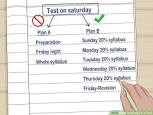 Test on saturday
Plan A
Plan B
Preparation
Sunday 20% syllabus
Friday night
Monday 20% syllabus
Whole syllabus
Tuesday 20% syllabus
Wednesday 20% syllabus
Thursday 20% syllabus
Friday-Revision